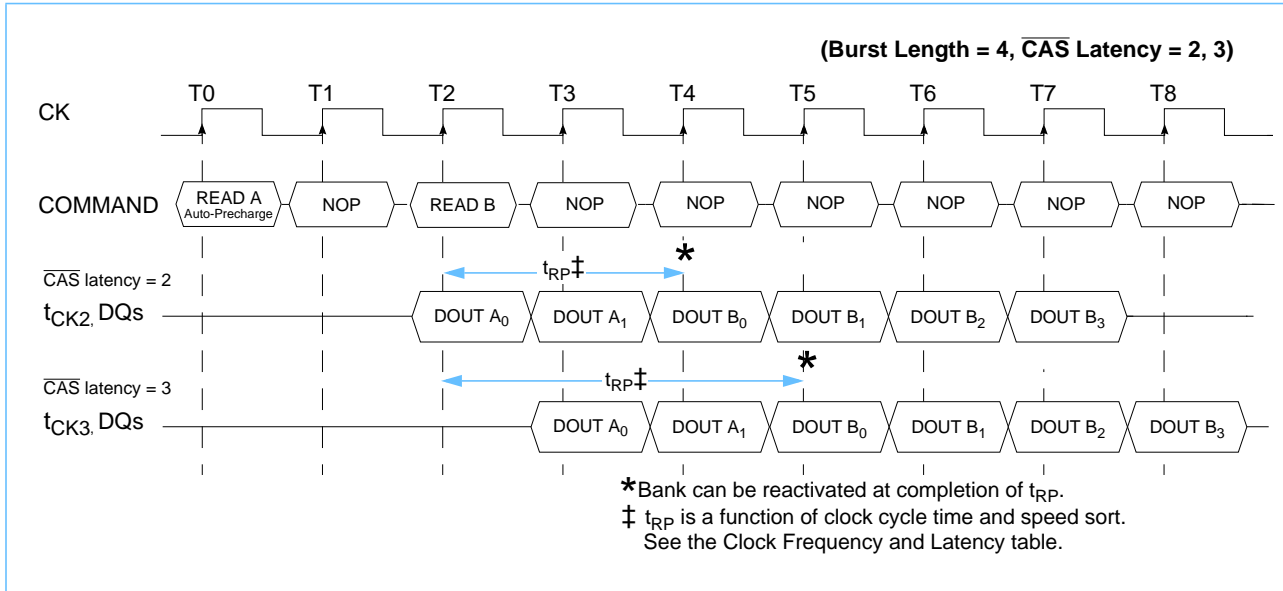 (Burst Length = 4, CAS Latency = 2, 3)
T0 T1 T2 T3 T4 T5 T6 T7 T8
CK
COMMAND READ A Auto-Precharge NOP READ B NOP NOP NOP NOP NOP NOP
*
CAS latency = 2
tRP‡
tCK2, DQs DOUT A0 DOUT A1 DOUT B0 DOUT B1 DOUT B2 DOUT B3
*
CAS latency = 3
tRP‡
tCK3, DQs DOUT A0 DOUT A1 DOUT B0 DOUT B1 DOUT B2 DOUT B3
*Bank can be reactivated at completion of tRP.
‡ tRP is a function of clock cycle time and speed sort.
See the Clock Frequency and Latency table.